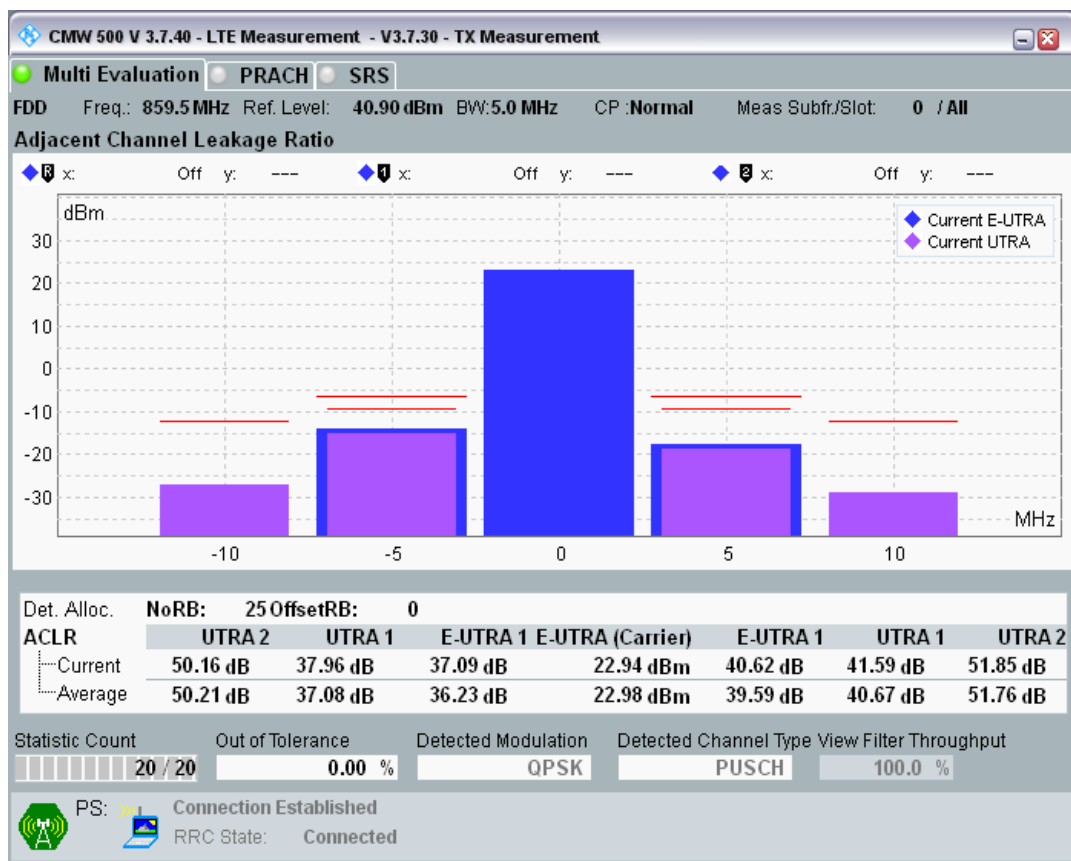 CMW 500 V 3.7.40 - LTE Measurement - V3.7.30 - TX Measurement
Multi Evaluation PRACH SRS
FDD Freq.: 859.5 MHz Ref. Level: 40.90 dBm BW:5.0 MHz CP :Normal Meas Subfr./Slot: 0 / All
Adjacent Channel Leakage Ratio
R x: Off y: --- 1 x: Off y: --- 2 x: Off y: ---
dBm
Current E-UTRA
Current UTRA
30
20
10
0
-10
-20
-30
MHz
-10 -5 0 5 10
Det. Alloc. NoRB: 25 OffsetRB: 0
ACLR UTRA 2 UTRA 1 E-UTRA 1 E-UTRA (Carrier) E-UTRA 1 UTRA 1 UTRA 2
Current 50.16 dB 37.96 dB 37.09 dB 22.94 dBm 40.62 dB 41.59 dB 51.85 dB
Average 50.21 dB 37.08 dB 36.23 dB 22.98 dBm 39.59 dB 40.67 dB 51.76 dB
Statistic Count Out of Tolerance Detected Modulation Detected Channel Type View Filter Throughput
20 / 20 0.00 % QPSK PUSCH 100.0 %
PS: Connection Established
RRC State: Connected